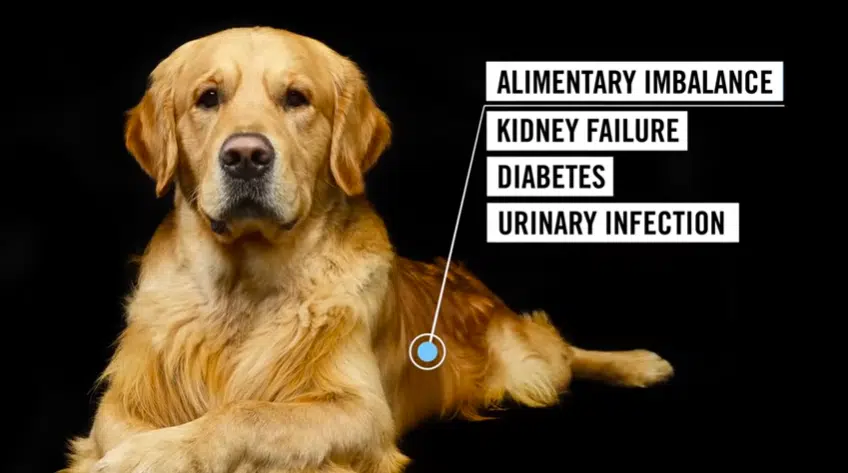 ALIMENTARY IMBALANCE
KIDNEY FAILURE
DIABETES
URINARY INFECTION